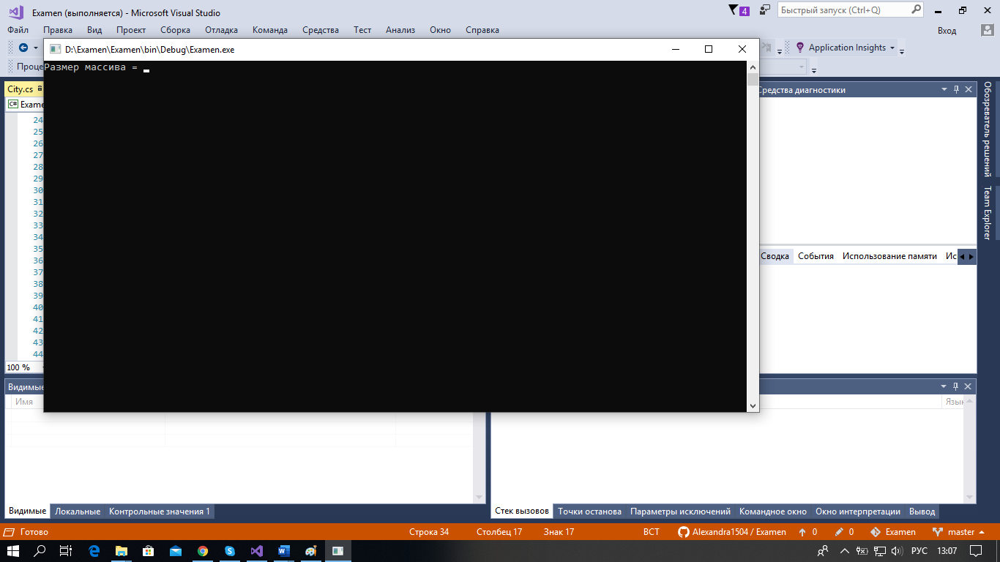 Examen (выполняется) - Microsoft Visual Studio
4
Быстрый запуск (Ctrl+Q)
Файл Правка Вид Проект Сборка Отладка Команда Средства Тест Анализ Окно Справка
Вход
D:\Examen\Examen\bin\Debug\Examen.exe
Application Insights
Проце
Размер массива =
City.cs
C# Exame
Средства диагностики
Обозреватель решений
Team Explorer
24
25
26
27
28
29
30
31
32
33
34
35
36
37
38
39
40
41
42
43
44
Сводка События Использование памяти Ис
100 %
Видимые
Имя
Язык
Видимые Локальные Контрольные значения 1
Стек вызовов Точки останова Параметры исключений Командное окно Окно интерпретации Вывод
Готово Строка 34 Столбец 17 Знак 17 ВСТ Alexandra1504 / Examen 0 0 Examen master
РУС 13:07